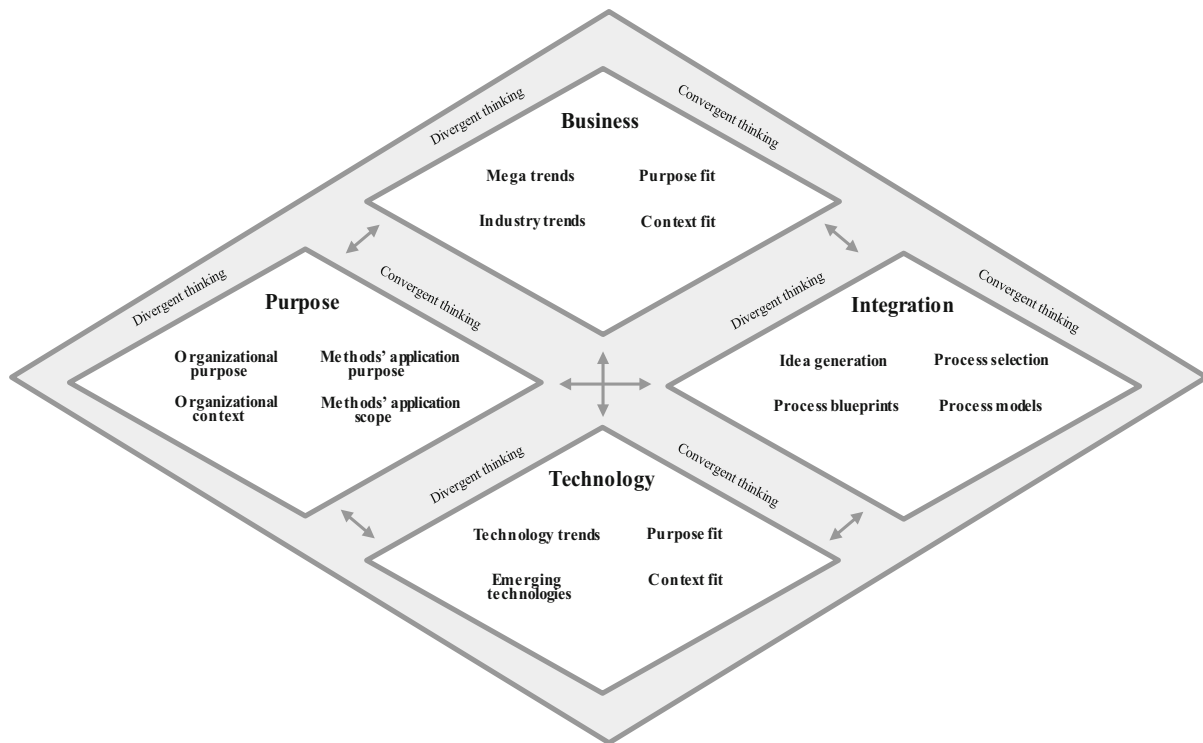 Divergent thinking
Convergent thinking
Business
Mega trends
Purpose fit
Industry trends
Context fit
Divergent thinking
Convergent thinking
Purpose
Organizational
purpose
Methods’ application
purpose
Organizational
context
Methods’ application
scope
Divergent thinking
Convergent thinking
Integration
Idea generation
Process selection
Process blueprints
Process models
Divergent thinking
Convergent thinking
Technology
Technology trends
Purpose fit
Emerging
technologies
Context fit